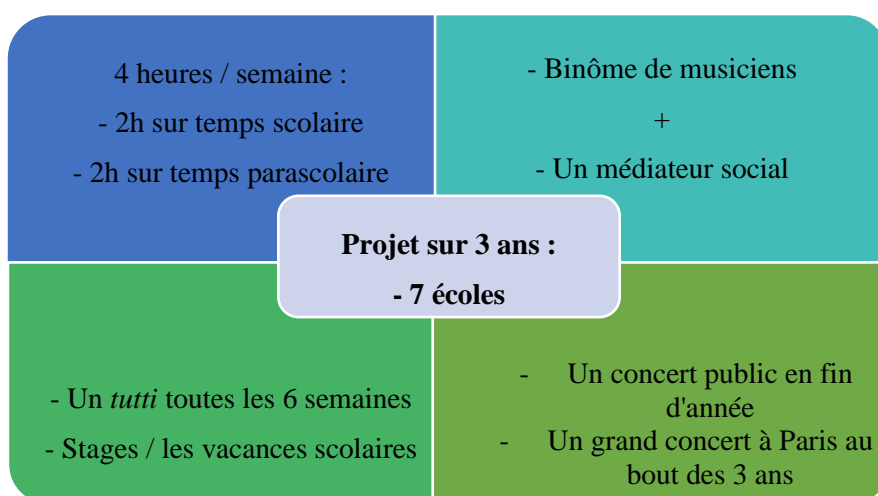 4 heures / semaine :
- 2h sur temps scolaire
- 2h sur temps parascolaire
- Binôme de musiciens
+
- Un médiateur social
Projet sur 3 ans :
- 7 écoles
- Un tutti toutes les 6 semaines
- Stages / les vacances scolaires
- Un concert public en fin
d'année
- Un grand concert à Paris au
bout des 3 ans